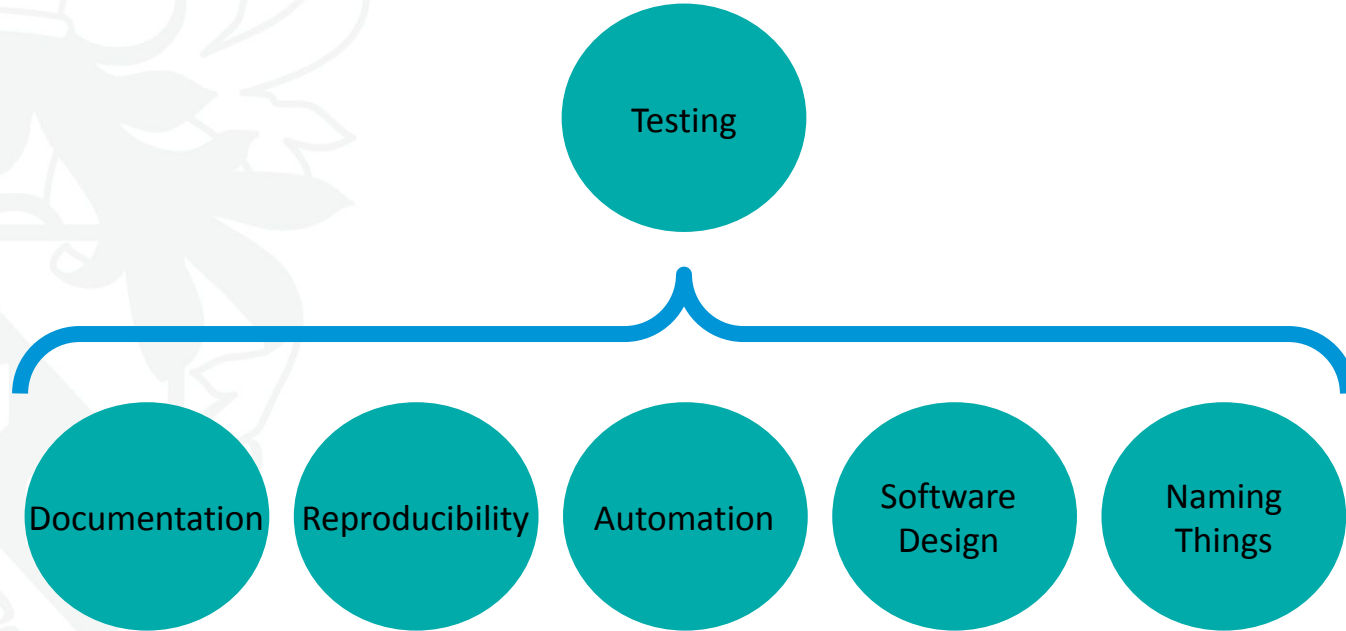 Testing
Documentation
Reproducibility
Automation
Software
Design
Naming
Things